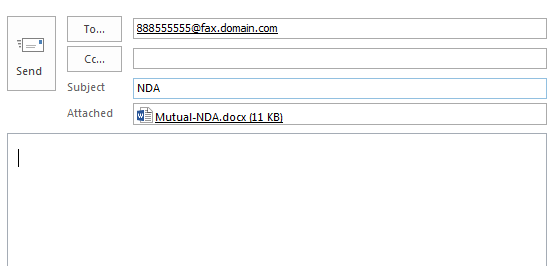 To... 888555555@fax.domain.com
Cc...
Send
Subject NDA
Attached Mutual-NDA.docx (11 KB)